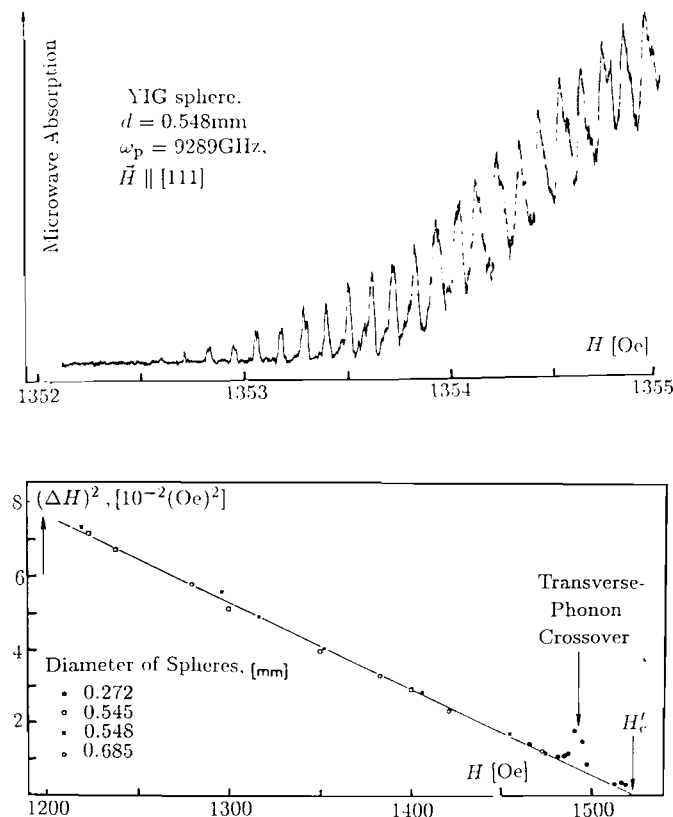 Microwave Absorption
YIG sphere.
d = 0.548mm
ω_p = 9289GHz,
H⃗ ∥ [111]
H [Oe]
1352
1353
1354
1355
8
(ΔH)², [10⁻²(Oe)²]
6
4
2
Transverse-
Phonon
Crossover
Diameter of Spheres, [mm]
• 0.272
○ 0.545
• 0.548
○ 0.685
H'_c
H [Oe]
1200
1300
1400
1500